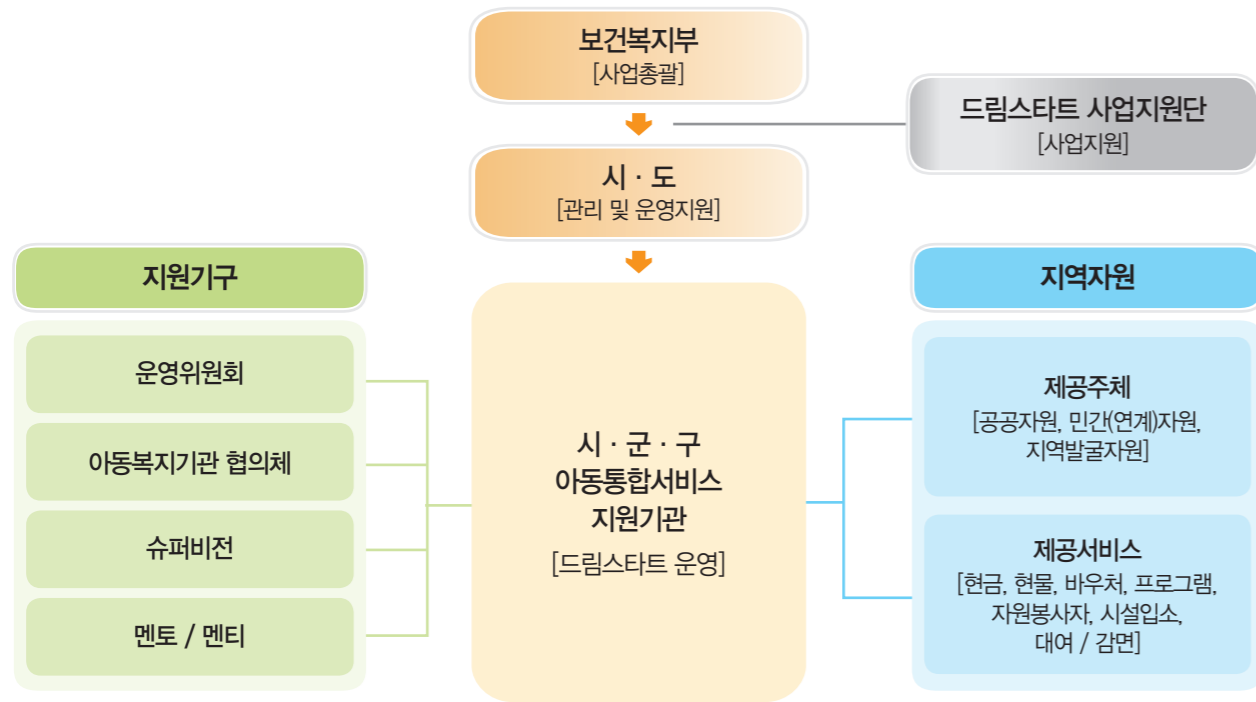 보건복지부
[사업총괄]
드림스타트 사업지원단
[사업지원]
시 · 도
[관리 및 운영지원]
지원기구
운영위원회
아동복지기관 협의체
슈퍼비전
멘토 / 멘티
시 · 군 · 구
아동통합서비스
지원기관
[드림스타트 운영]
지역자원
제공주체
[공공자원, 민간(연계)자원,
지역발굴자원]
제공서비스
[현금, 현물, 바우처, 프로그램,
자원봉사자, 시설입소,
대여 / 감면]